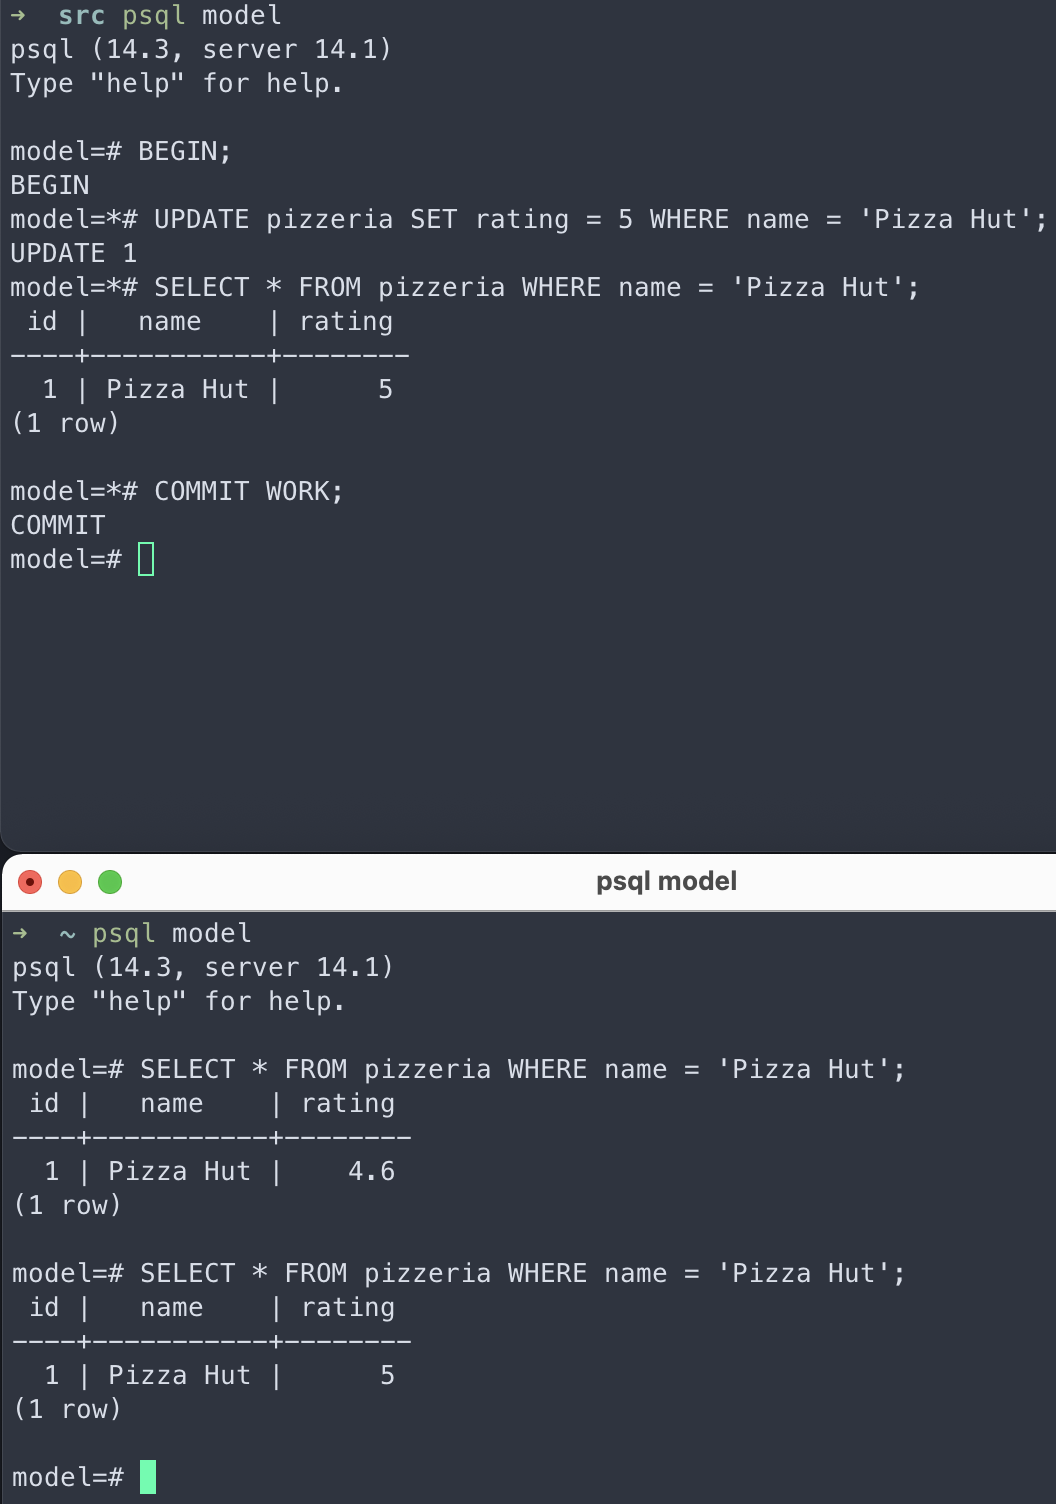 →  src psql model
psql (14.3, server 14.1)
Type "help" for help.

model=# BEGIN;
BEGIN
model=*# UPDATE pizzeria SET rating = 5 WHERE name = 'Pizza Hut';
UPDATE 1
model=*# SELECT * FROM pizzeria WHERE name = 'Pizza Hut';
 id |   name    | rating
----+-----------+--------
  1 | Pizza Hut |      5
(1 row)

model=*# COMMIT WORK;
COMMIT
model=#
psql model
→  ~ psql model
psql (14.3, server 14.1)
Type "help" for help.

model=# SELECT * FROM pizzeria WHERE name = 'Pizza Hut';
 id |   name    | rating
----+-----------+--------
  1 | Pizza Hut |    4.6
(1 row)

model=# SELECT * FROM pizzeria WHERE name = 'Pizza Hut';
 id |   name    | rating
----+-----------+--------
  1 | Pizza Hut |      5
(1 row)

model=#